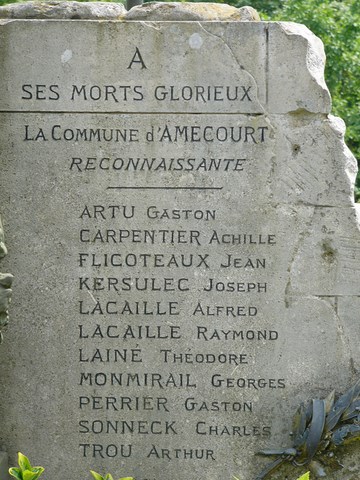 A
SES MORTS GLORIEUX
LA COMMUNE D'AMECOURT
RECONNAISSANTE
ARTU GASTON
CARPENTIER ACHILLE
FLICOTEAUX JEAN
KERSULEC JOSEPH
LACAILLE ALFRED
LACAILLE RAYMOND
LAINÉ THÉODORE
MONMIRAIL GEORGES
PERRIER GASTON
SONNECK CHARLES
TROU ARTHUR